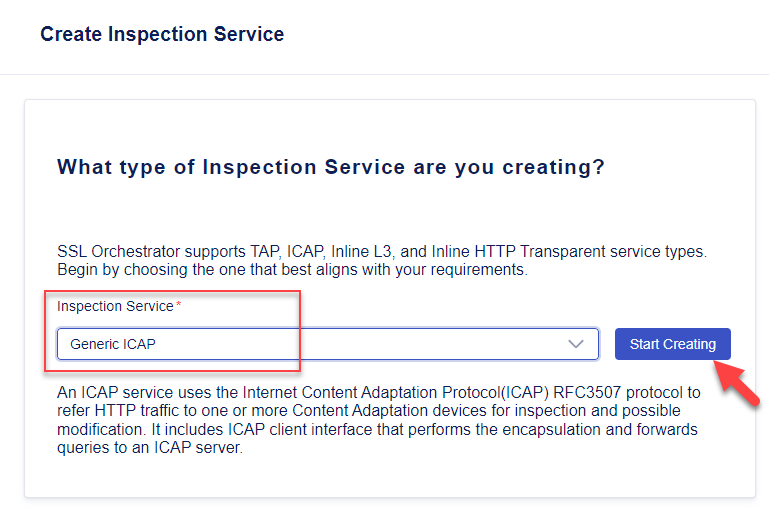 Create Inspection Service
What type of Inspection Service are you creating?
SSL Orchestrator supports TAP, ICAP, Inline L3, and Inline HTTP Transparent service types.
Begin by choosing the one that best aligns with your requirements.
Inspection Service*
Generic ICAP
Start Creating
An ICAP service uses the Internet Content Adaptation Protocol(ICAP) RFC3507 protocol to
refer HTTP traffic to one or more Content Adaptation devices for inspection and possible
modification. It includes ICAP client interface that performs the encapsulation and forwards
queries to an ICAP server.